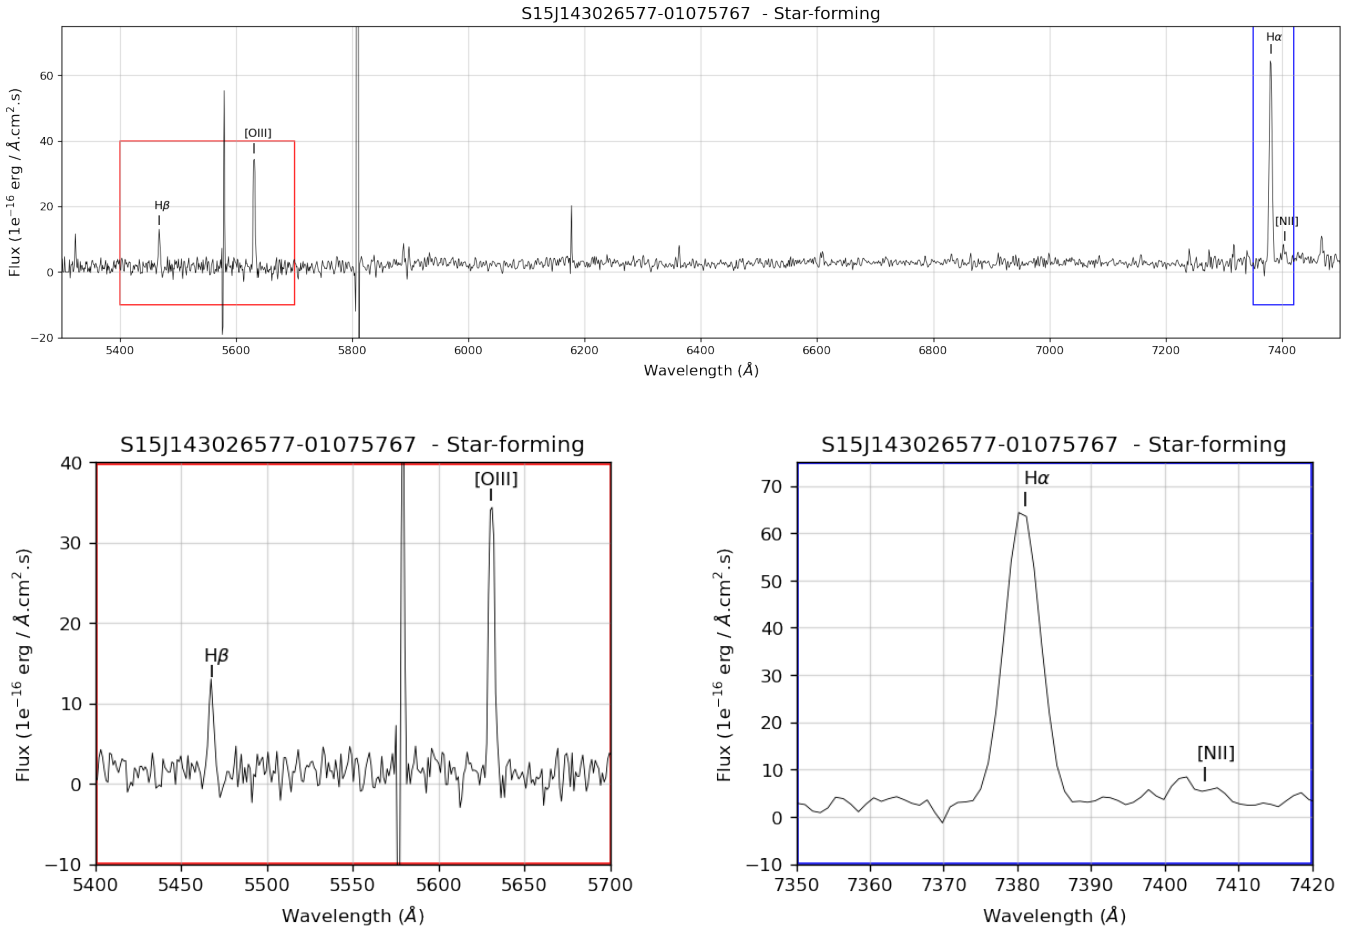 S15J143026577-01075767 - Star-forming
Flux (1e⁻¹⁶ erg / Å.cm².s)
60
40
20
0
−20
Hβ
[OIII]
Hα
[NII]
5400 5600 5800 6000 6200 6400 6600 6800 7000 7200 7400
Wavelength (Å)
S15J143026577-01075767 - Star-forming
Flux (1e⁻¹⁶ erg / Å.cm².s)
40
30
20
10
0
−10
[OIII]
Hβ
5400 5450 5500 5550 5600 5650 5700
Wavelength (Å)
S15J143026577-01075767 - Star-forming
Flux (1e⁻¹⁶ erg / Å.cm².s)
70
60
50
40
30
20
10
0
−10
Hα
[NII]
7350 7360 7370 7380 7390 7400 7410 7420
Wavelength (Å)